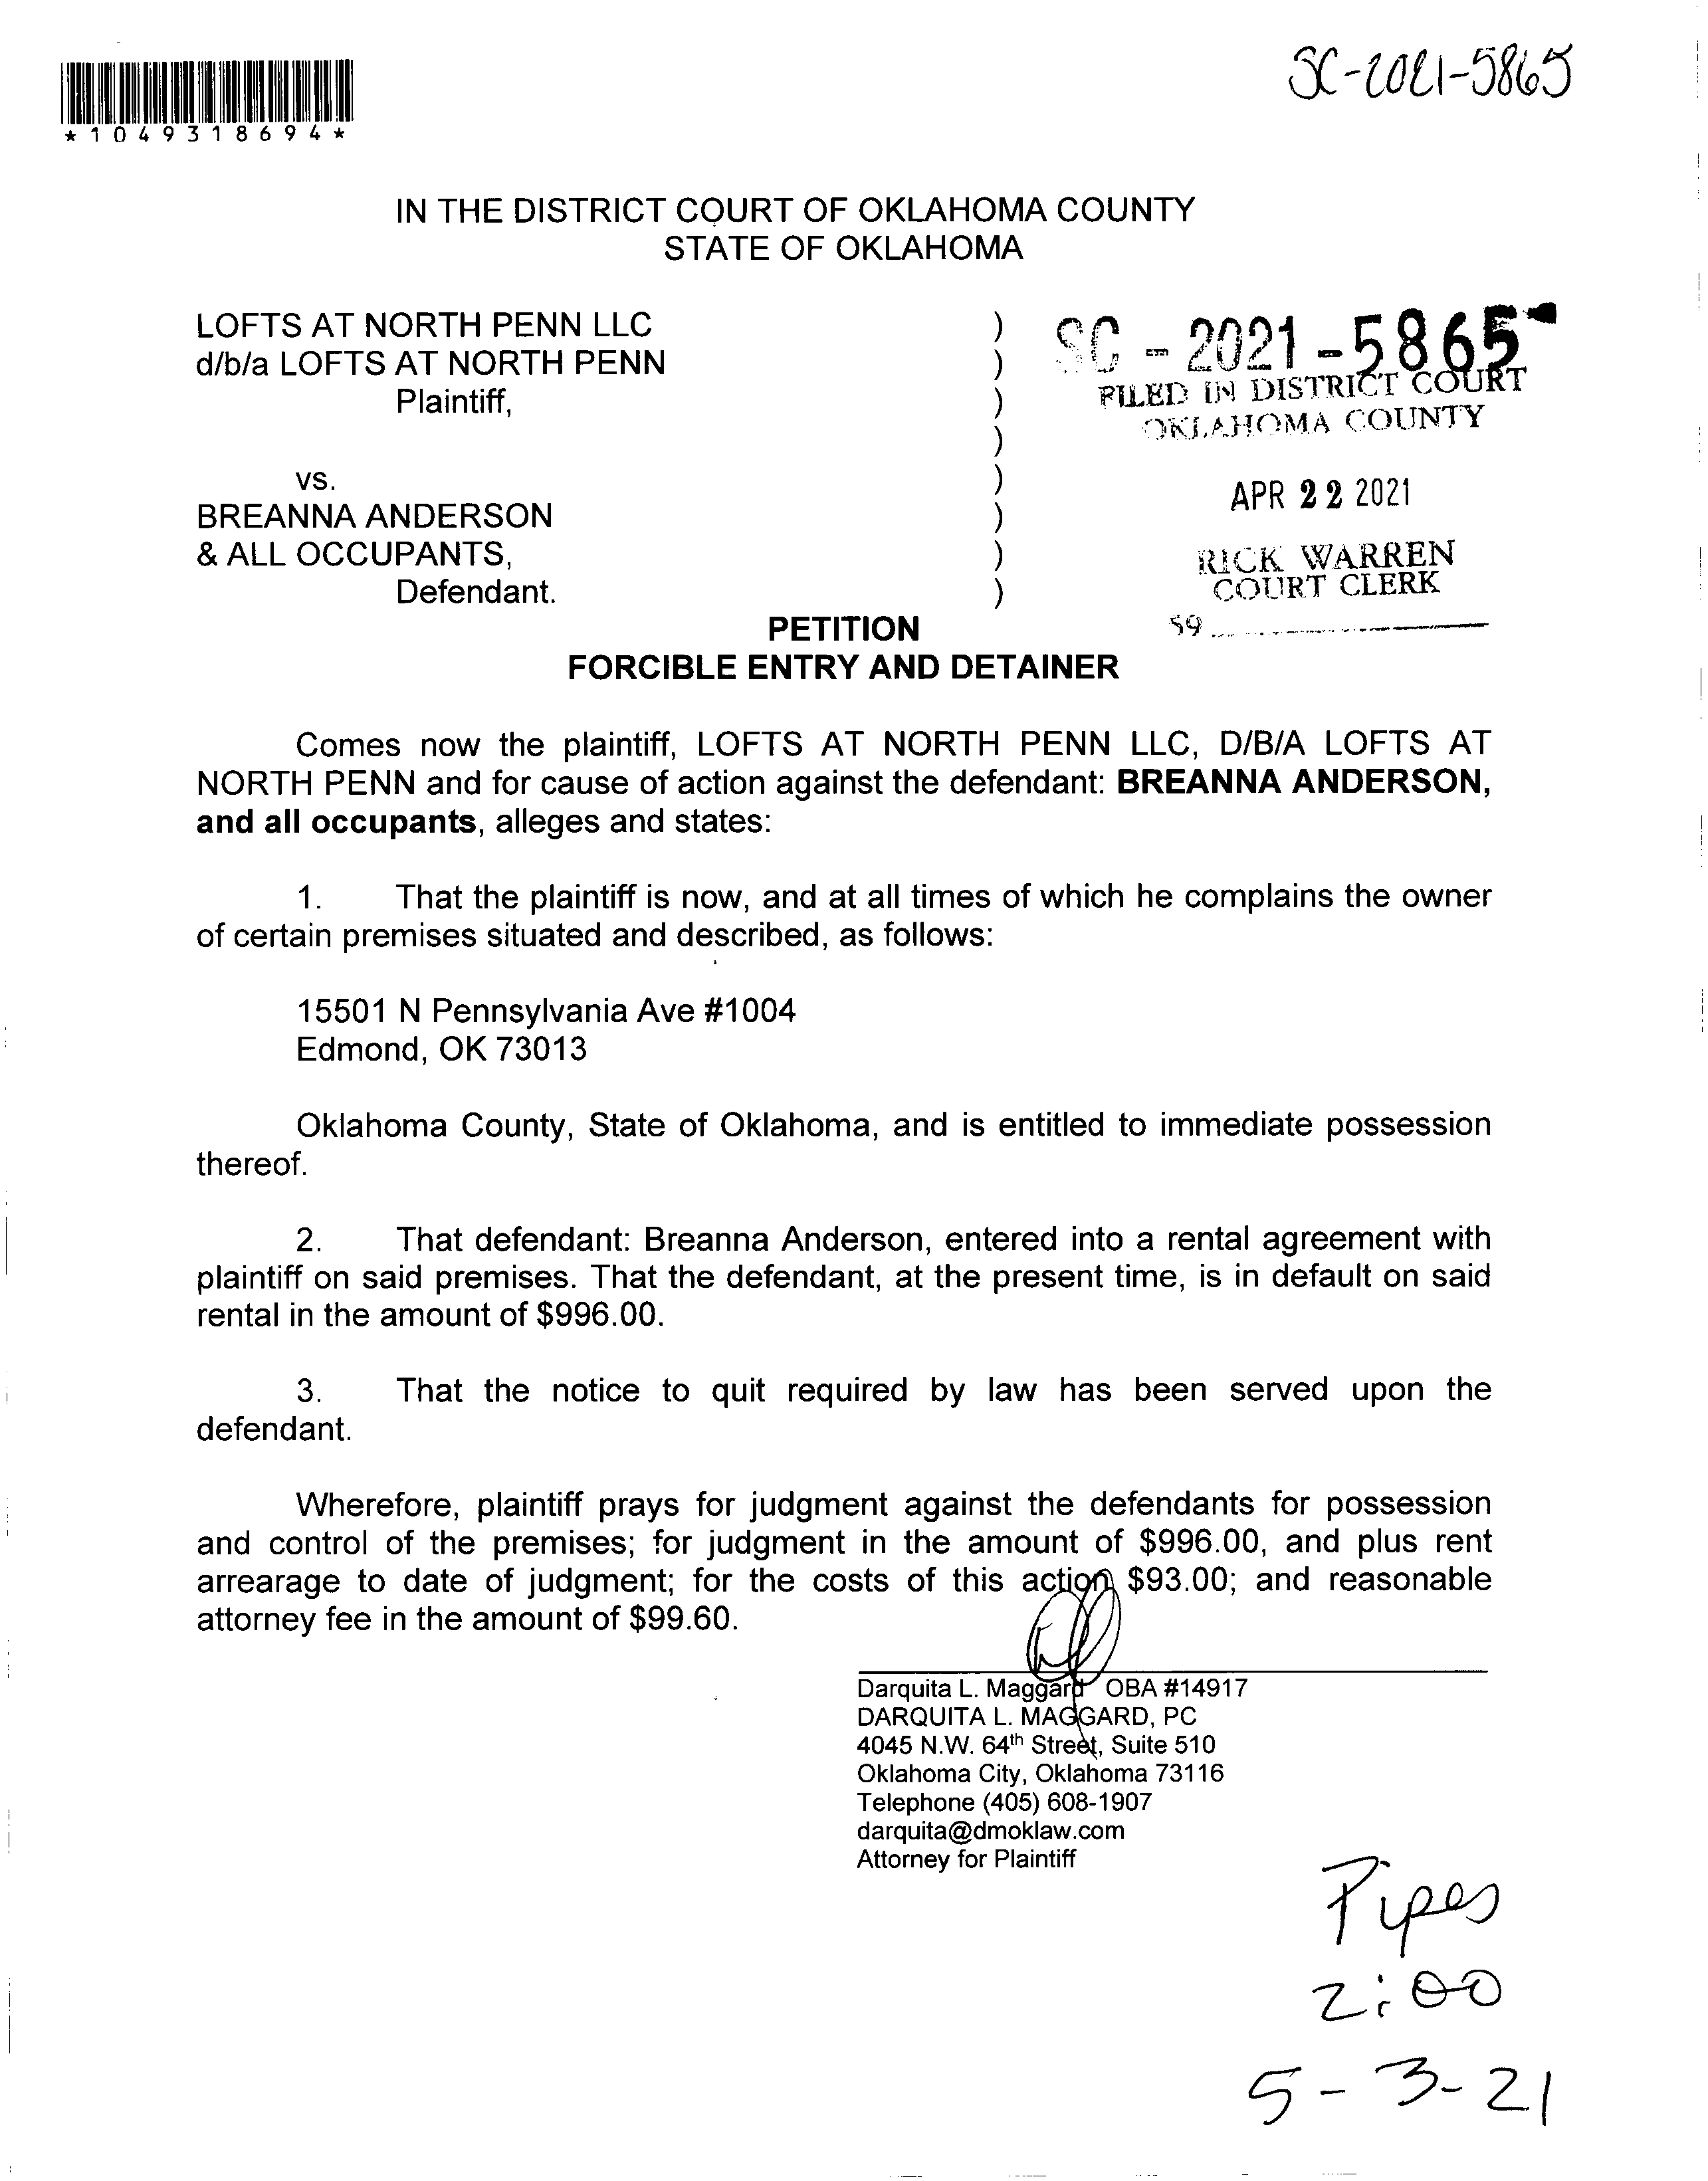 SC-2021-5865
*1049318694*
IN THE DISTRICT COURT OF OKLAHOMA COUNTY
STATE OF OKLAHOMA
LOFTS AT NORTH PENN LLC )
d/b/a LOFTS AT NORTH PENN )
Plaintiff, )
)
vs. )
BREANNA ANDERSON )
& ALL OCCUPANTS, )
Defendant. )
SC - 2021 - 5865
FILED IN DISTRICT COURT
OKLAHOMA COUNTY
APR 22 2021
RICK WARREN
COURT CLERK
59
PETITION
FORCIBLE ENTRY AND DETAINER
Comes now the plaintiff, LOFTS AT NORTH PENN LLC, D/B/A LOFTS AT
NORTH PENN and for cause of action against the defendant: BREANNA ANDERSON,
and all occupants, alleges and states:
1. That the plaintiff is now, and at all times of which he complains the owner
of certain premises situated and described, as follows:
15501 N Pennsylvania Ave #1004
Edmond, OK 73013
Oklahoma County, State of Oklahoma, and is entitled to immediate possession
thereof.
2. That defendant: Breanna Anderson, entered into a rental agreement with
plaintiff on said premises. That the defendant, at the present time, is in default on said
rental in the amount of $996.00.
3. That the notice to quit required by law has been served upon the
defendant.
Wherefore, plaintiff prays for judgment against the defendants for possession
and control of the premises; for judgment in the amount of $996.00, and plus rent
arrearage to date of judgment; for the costs of this action $93.00; and reasonable
attorney fee in the amount of $99.60.
Darquita L. Maggard OBA #14917
DARQUITA L. MAGGARD, PC
4045 N.W. 64th Street, Suite 510
Oklahoma City, Oklahoma 73116
Telephone (405) 608-1907
darquita@dmoklaw.com
Attorney for Plaintiff
Pipes
2:00
5-3-21